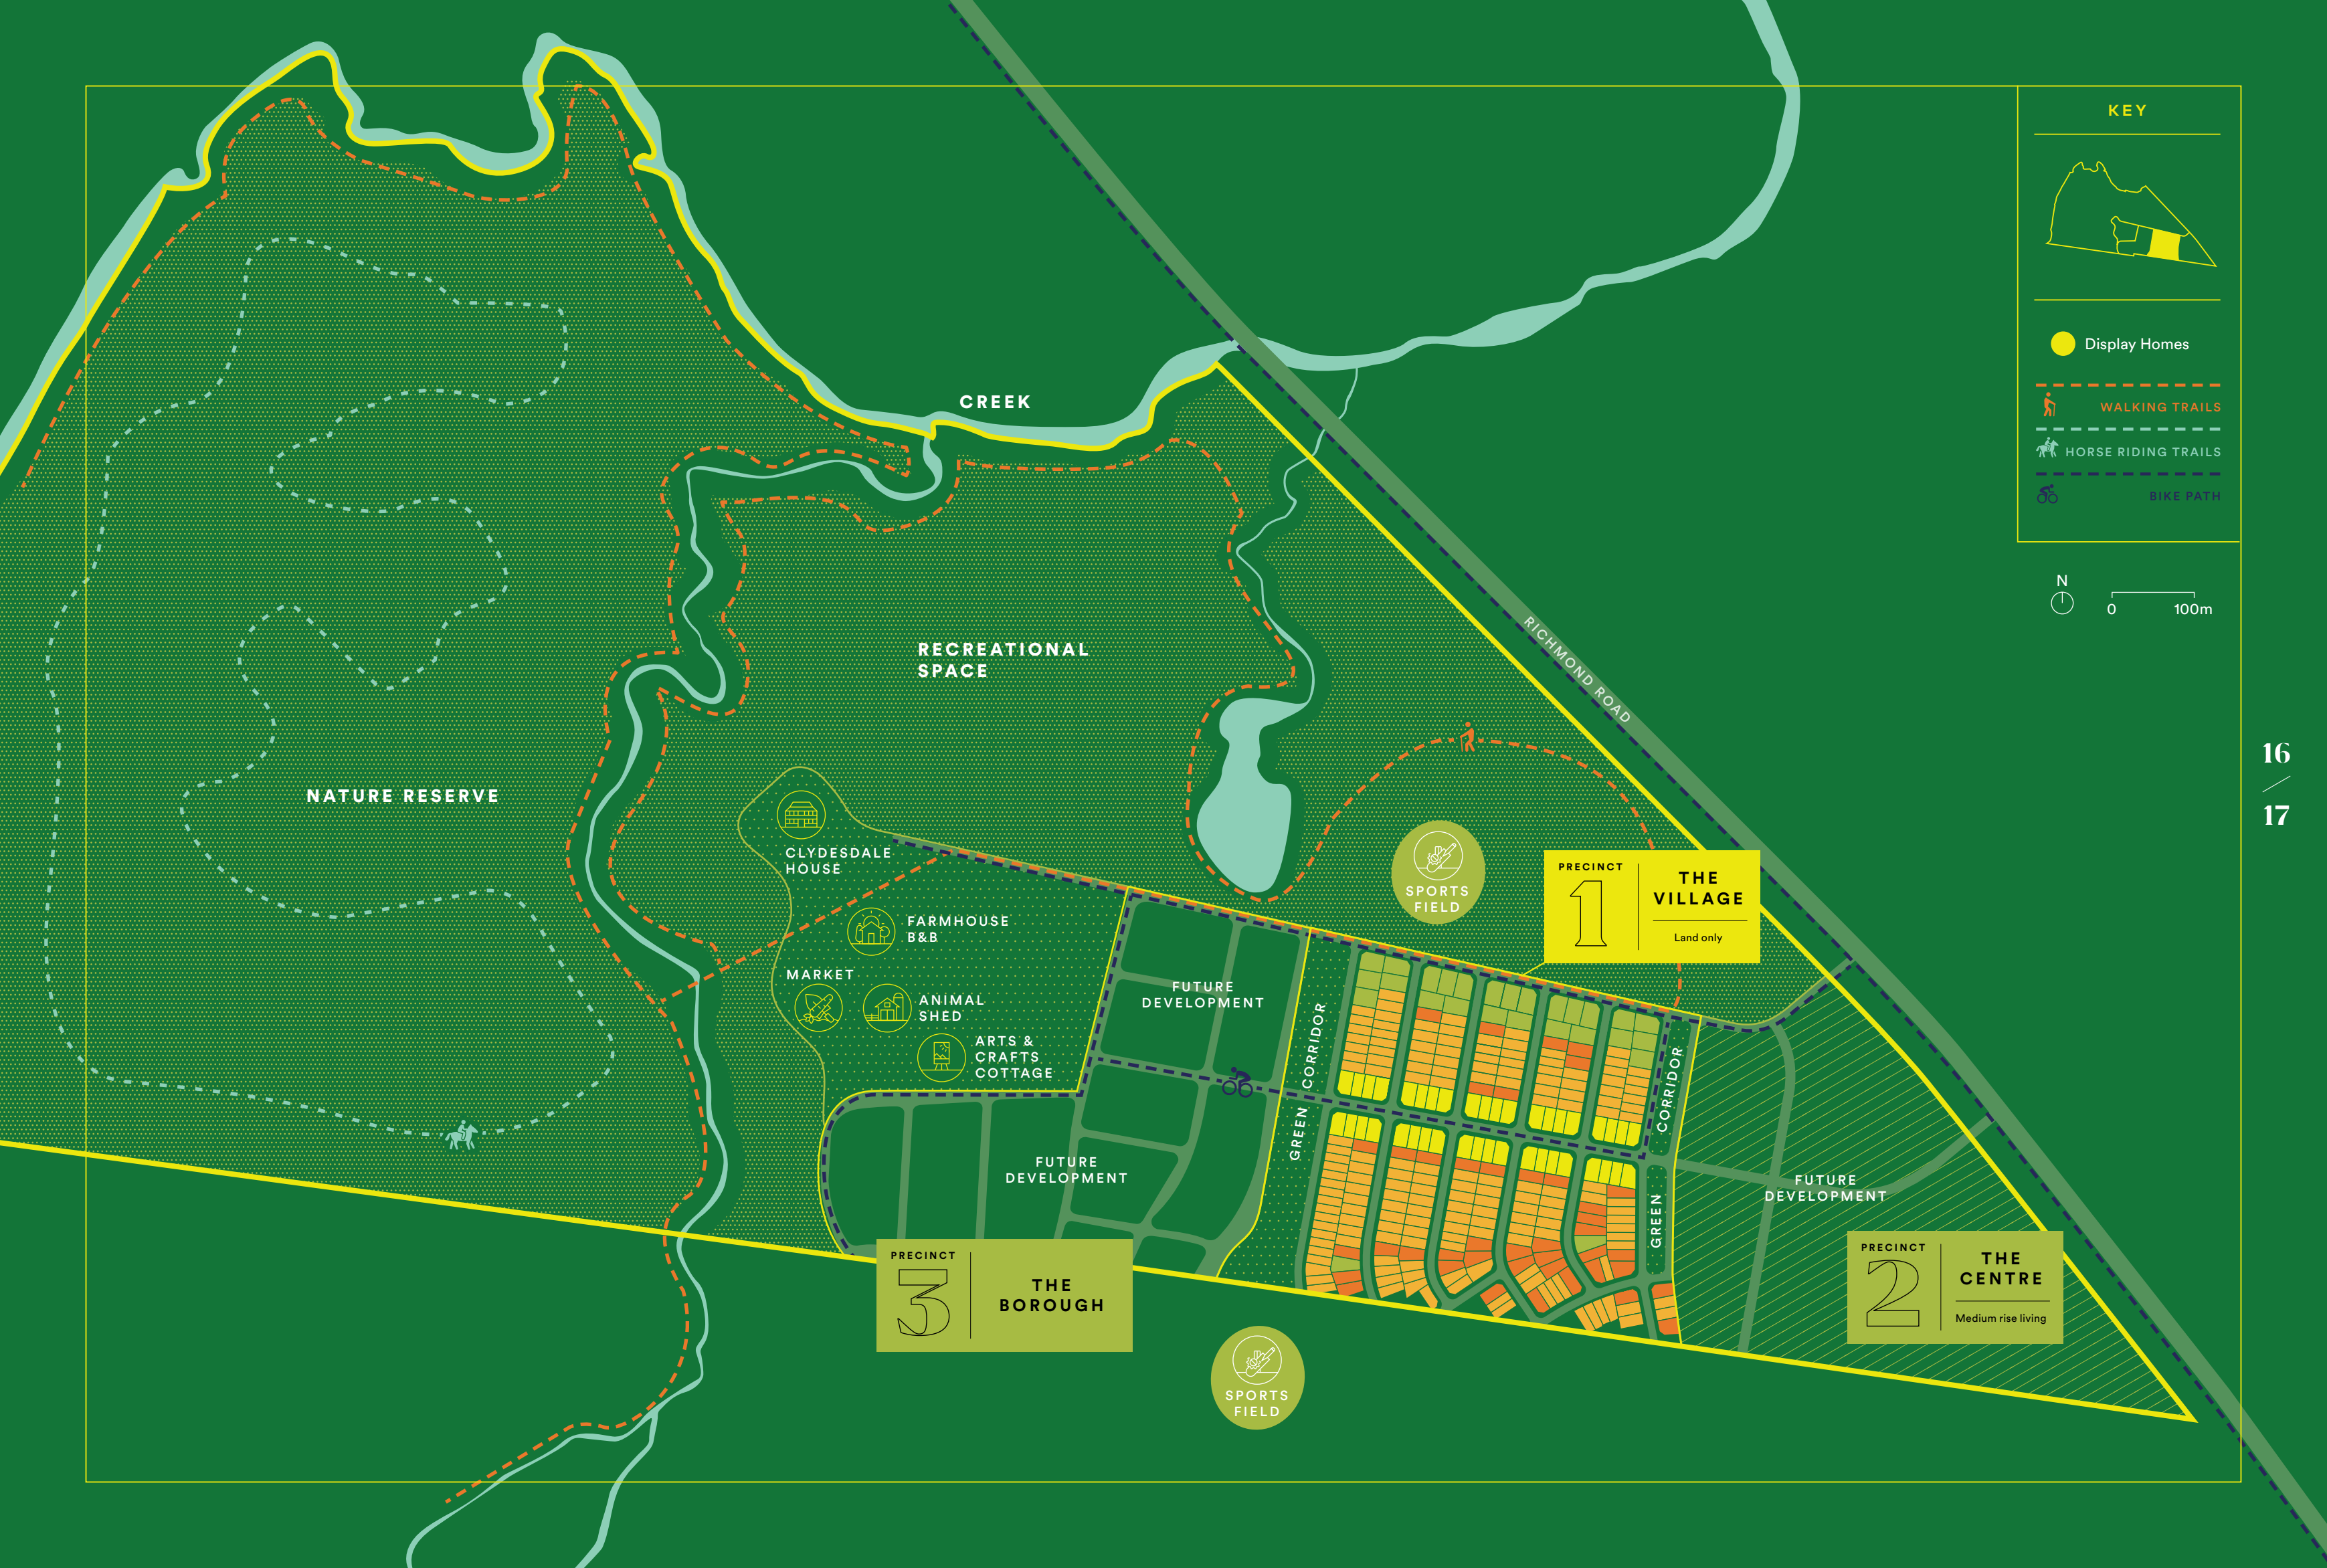 KEY
Display Homes
WALKING TRAILS
HORSE RIDING TRAILS
BIKE PATH
N
0 100m
CREEK
RICHMOND ROAD
RECREATIONAL
SPACE
16
17
NATURE RESERVE
CLYDESDALE
HOUSE
FARMHOUSE
B&B
MARKET
ANIMAL
SHED
ARTS &
CRAFTS
COTTAGE
SPORTS
FIELD
PRECINCT
1
THE
VILLAGE
Land only
FUTURE
DEVELOPMENT
GREEN CORRIDOR
GREEN CORRIDOR
FUTURE
DEVELOPMENT
FUTURE
DEVELOPMENT
PRECINCT
3
THE
BOROUGH
PRECINCT
2
THE
CENTRE
Medium rise living
SPORTS
FIELD